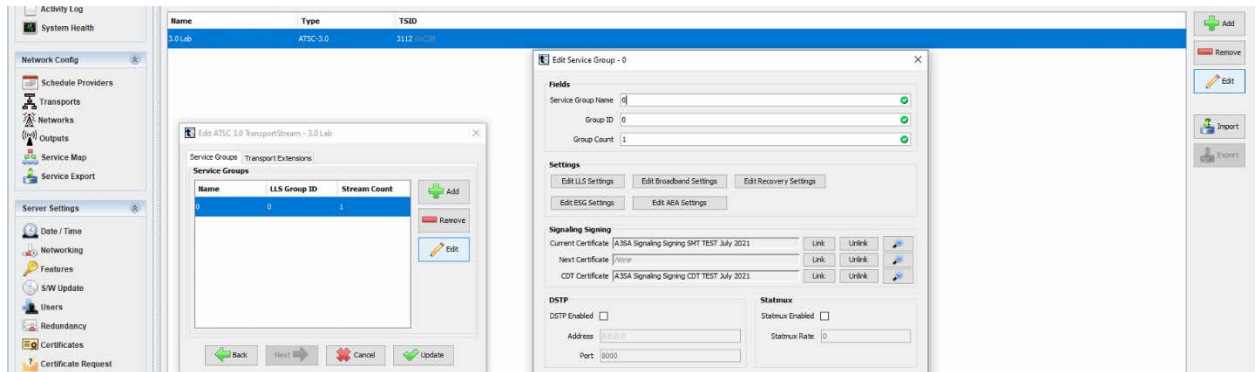 Activity Log
System Health
Network Config
Schedule Providers
Transports
Networks
Outputs
Service Map
Service Export
Server Settings
Date / Time
Networking
Features
S/W Update
Users
Redundancy
Certificates
Certificate Request
Name Type TSID
3.0 Lab ATSC-3.0 3112
Edit ATSC 3.0 TransportStream - 3.0 Lab
Service Groups Transport Extensions
Service Groups
Name LLS Group ID Stream Count
0 0 1
Add
Remove
Edit
Back Next Cancel Update
Edit Service Group - 0
Fields
Service Group Name 0
Group ID 0
Group Count 1
Settings
Edit LLS Settings Edit Broadband Settings Edit Recovery Settings
Edit ESG Settings Edit AEA Settings
Signaling Signing
Current Certificate A3SA Signaling Signing SMT TEST July 2021 Link Unlink
Next Certificate None Link Unlink
CDT Certificate A3SA Signaling Signing CDT TEST July 2021 Link Unlink
DSTP Statmux
DSTP Enabled Statmux Enabled
Address 0.0.0.0 Statmux Rate 0
Port 8000
Add
Remove
Edit
Import
Export